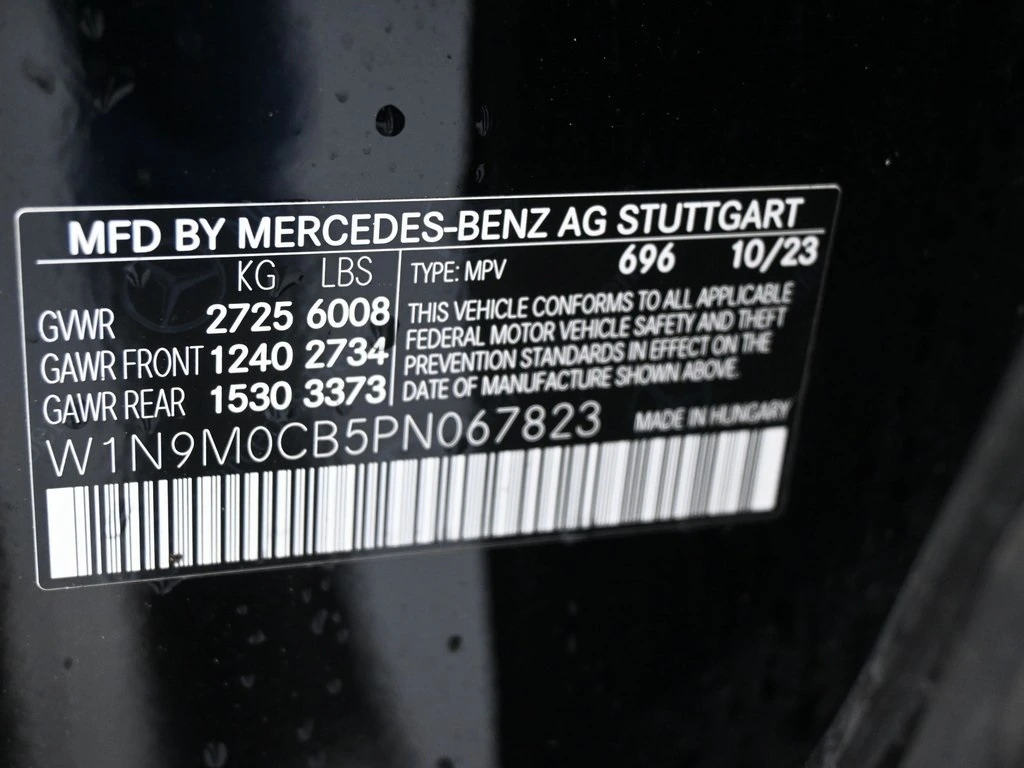 MFD BY MERCEDES-BENZ AG STUTTGART
KG LBS
GVWR 2725 6008
GAWR FRONT 1240 2734
GAWR REAR 1530 3373
TYPE: MPV 696 10/23
THIS VEHICLE CONFORMS TO ALL APPLICABLE
FEDERAL MOTOR VEHICLE SAFETY AND THEFT
PREVENTION STANDARDS IN EFFECT ON THE
DATE OF MANUFACTURE SHOWN ABOVE.
W1N9M0CB5PN067823 MADE IN HUNGARY